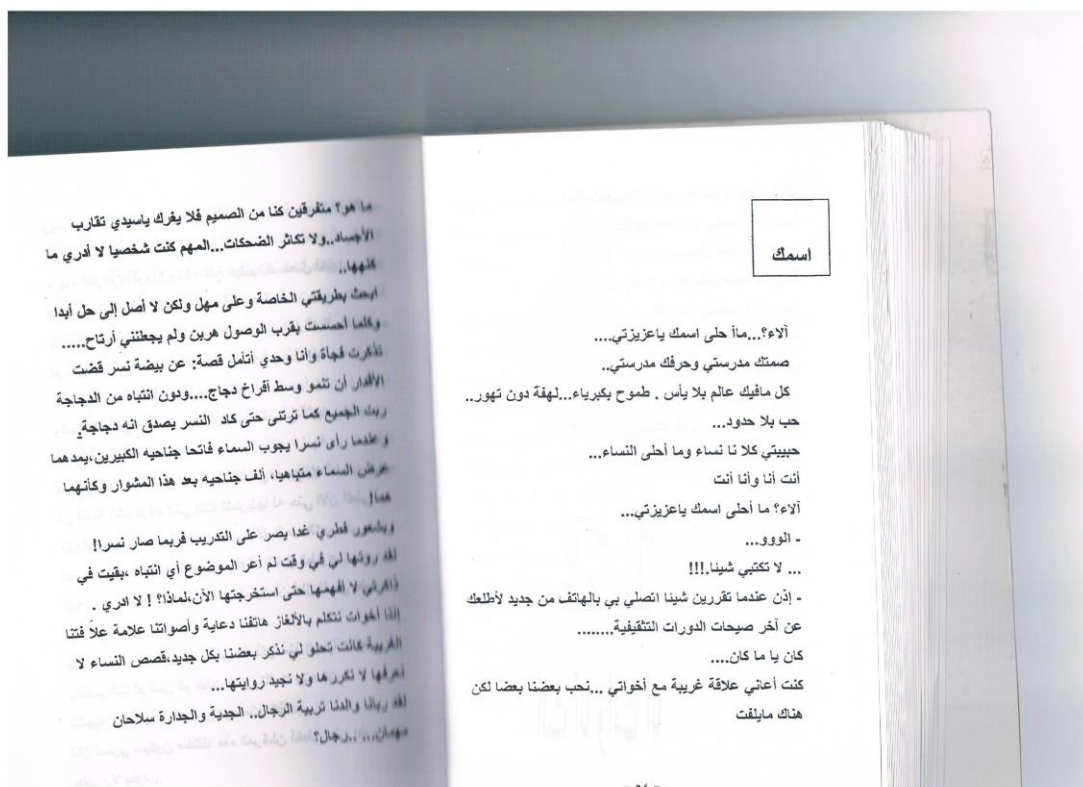 اسمك
آلاء؟...ماأ حلى اسمك ياعزيزتي....
صمتك مدرستي وحرفك مدرستي..
كل مافيك عالم بلا يأس . طموح بكبرياء...لهفة دون تهور..
حب بلا حدود...
حبيبتي كلا نا نساء وما أحلى النساء...
أنت أنا وأنا أنت
آلاء؟ ما أحلى اسمك ياعزيزتي...
- الووو...
... لا تكتبي شيئا.!!!
- إذن عندما تقررين شيئا اتصلي بي بالهاتف من جديد لأطلعك
عن آخر صيحات الدورات التثقيفية........
كان يا ما كان....
كنت أعاني علاقة غريبة مع أخواتي ...نحب بعضنا بعضا لكن
هناك مايلفت
ما هو؟ متفرقين كنا من الصميم فلا يغرك ياسيدي تقارب
الأجساد..ولا تكاثر الضحكات...المهم كنت شخصيا لا أدري ما
كنهها..
ابحث بطريقتي الخاصة وعلى مهل ولكن لا أصل إلى حل أبدا
وكلما أحسست بقرب الوصول هربن ولم يجعلنني أرتاح.....
تذكرت فجأة وأنا وحدي أتأمل قصة: عن بيضة نسر قضت
الأقدار أن تنمو وسط أفراخ دجاج....ودون انتباه من الدجاجة
ربت الجميع كما ترتئى حتى كاد النسر يصدق انه دجاجة.
وعندما رأى نسرا يجوب السماء فاتحا جناحيه الكبيرين،يمدهما
عرض السماء متباهيا، ألف جناحيه بعد هذا المشوار وكأنهما
هما!
وبشعور فطري غدا يصر على التدريب فربما صار نسرا!
لقد روتها لي في وقت لم أعر الموضوع أي انتباه ،بقيت في
ذاكرتي لا أفهمها حتى استخرجتها الأن،لماذا؟ ! لا ادري .
إننا أخوات نتكلم بالألغاز هاتفنا دعاية وأصواتنا علامة علاّ فتنا
الغريبة كانت تحلو لي نذكر بعضنا بكل جديد،قصص النساء لا
نعرفها لا نكررها ولا نجيد روايتها...
لقد ربانا والدنا تربية الرجال.. الجدية والجدارة سلاحان
مهمان... ..رجال؟